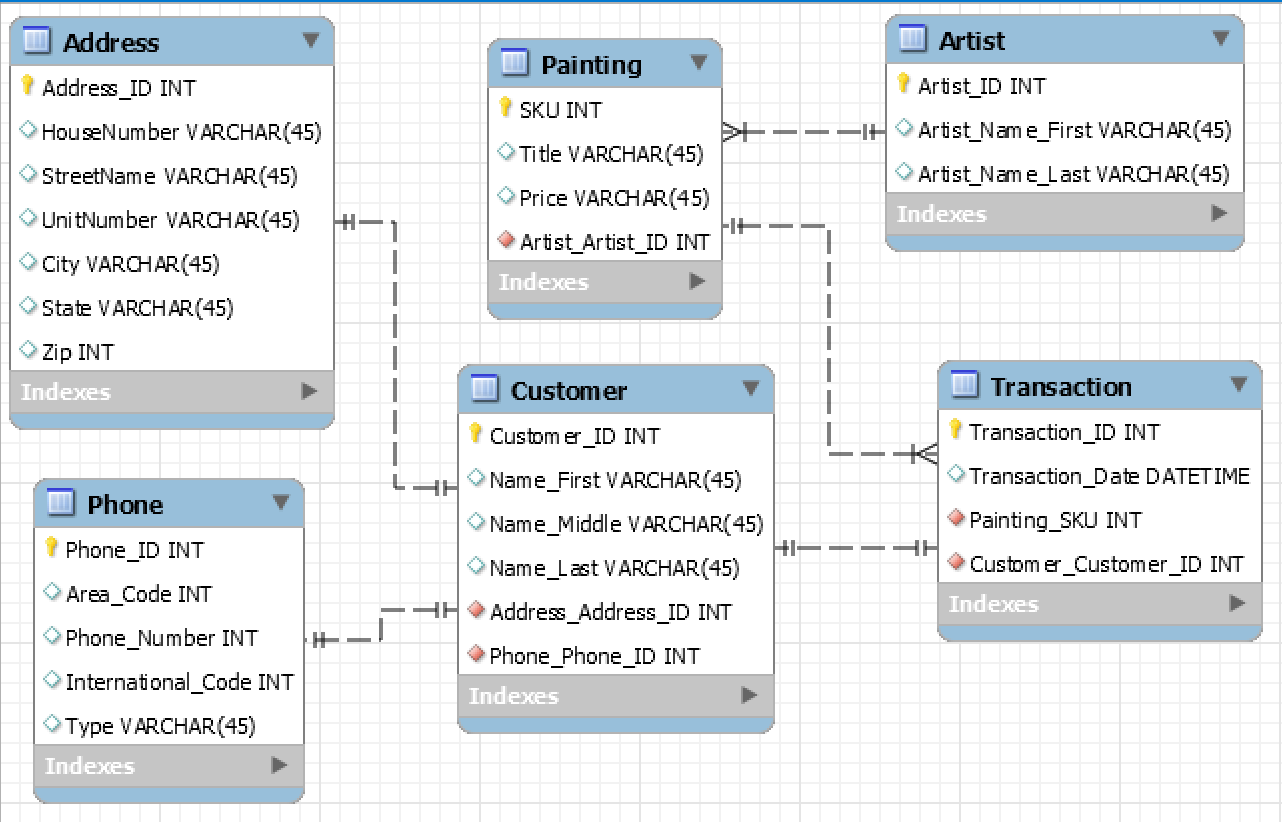 Address
Address_ID INT
HouseNumber VARCHAR(45)
StreetName VARCHAR(45)
UnitNumber VARCHAR(45)
City VARCHAR(45)
State VARCHAR(45)
Zip INT
Indexes
Painting
SKU INT
Title VARCHAR(45)
Price VARCHAR(45)
Artist_Artist_ID INT
Indexes
Artist
Artist_ID INT
Artist_Name_First VARCHAR(45)
Artist_Name_Last VARCHAR(45)
Indexes
Phone
Phone_ID INT
Area_Code INT
Phone_Number INT
International_Code INT
Type VARCHAR(45)
Indexes
Customer
Customer_ID INT
Name_First VARCHAR(45)
Name_Middle VARCHAR(45)
Name_Last VARCHAR(45)
Address_Address_ID INT
Phone_Phone_ID INT
Indexes
Transaction
Transaction_ID INT
Transaction_Date DATETIME
Painting_SKU INT
Customer_Customer_ID INT
Indexes